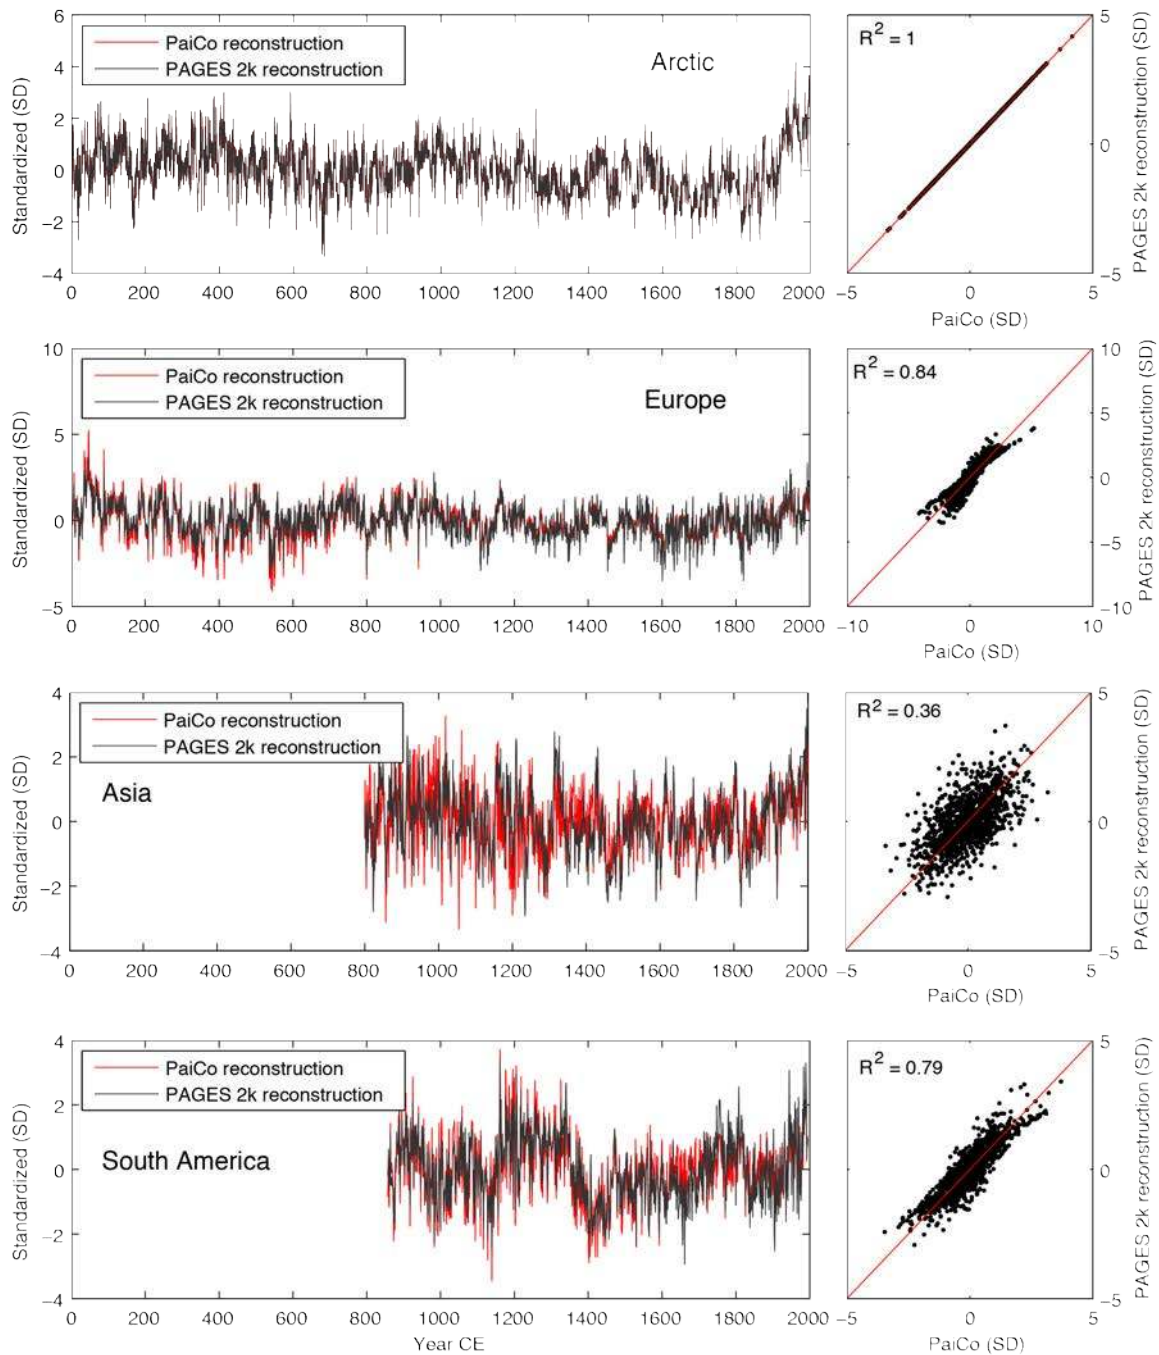 6
4
2
0
−2
−4
Standardized (SD)
PaiCo reconstruction
PAGES 2k reconstruction
Arctic
0 200 400 600 800 1000 1200 1400 1600 1800 2000
R2 = 1
5
0
−5
PAGES 2k reconstruction (SD)
−5 0 5
PaiCo (SD)
10
5
0
−5
Standardized (SD)
PaiCo reconstruction
PAGES 2k reconstruction
Europe
0 200 400 600 800 1000 1200 1400 1600 1800 2000
R2 = 0.84
10
5
0
−5
−10
PAGES 2k reconstruction (SD)
−10 0 10
PaiCo (SD)
4
2
0
−2
−4
Standardized (SD)
PaiCo reconstruction
PAGES 2k reconstruction
Asia
0 200 400 600 800 1000 1200 1400 1600 1800 2000
R2 = 0.36
5
0
−5
PAGES 2k reconstruction (SD)
−5 0 5
PaiCo (SD)
4
2
0
−2
−4
Standardized (SD)
PaiCo reconstruction
PAGES 2k reconstruction
South America
0 200 400 600 800 1000 1200 1400 1600 1800 2000
Year CE
R2 = 0.79
5
0
−5
PAGES 2k reconstruction (SD)
−5 0 5
PaiCo (SD)